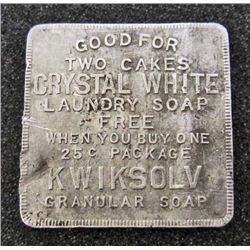 GOOD FOR
TWO CAKES
CRYSTAL WHITE
LAUNDRY SOAP
FREE
WHEN YOU BUY ONE
25¢ PACKAGE
KWIKSOLV
GRANULAR SOAP